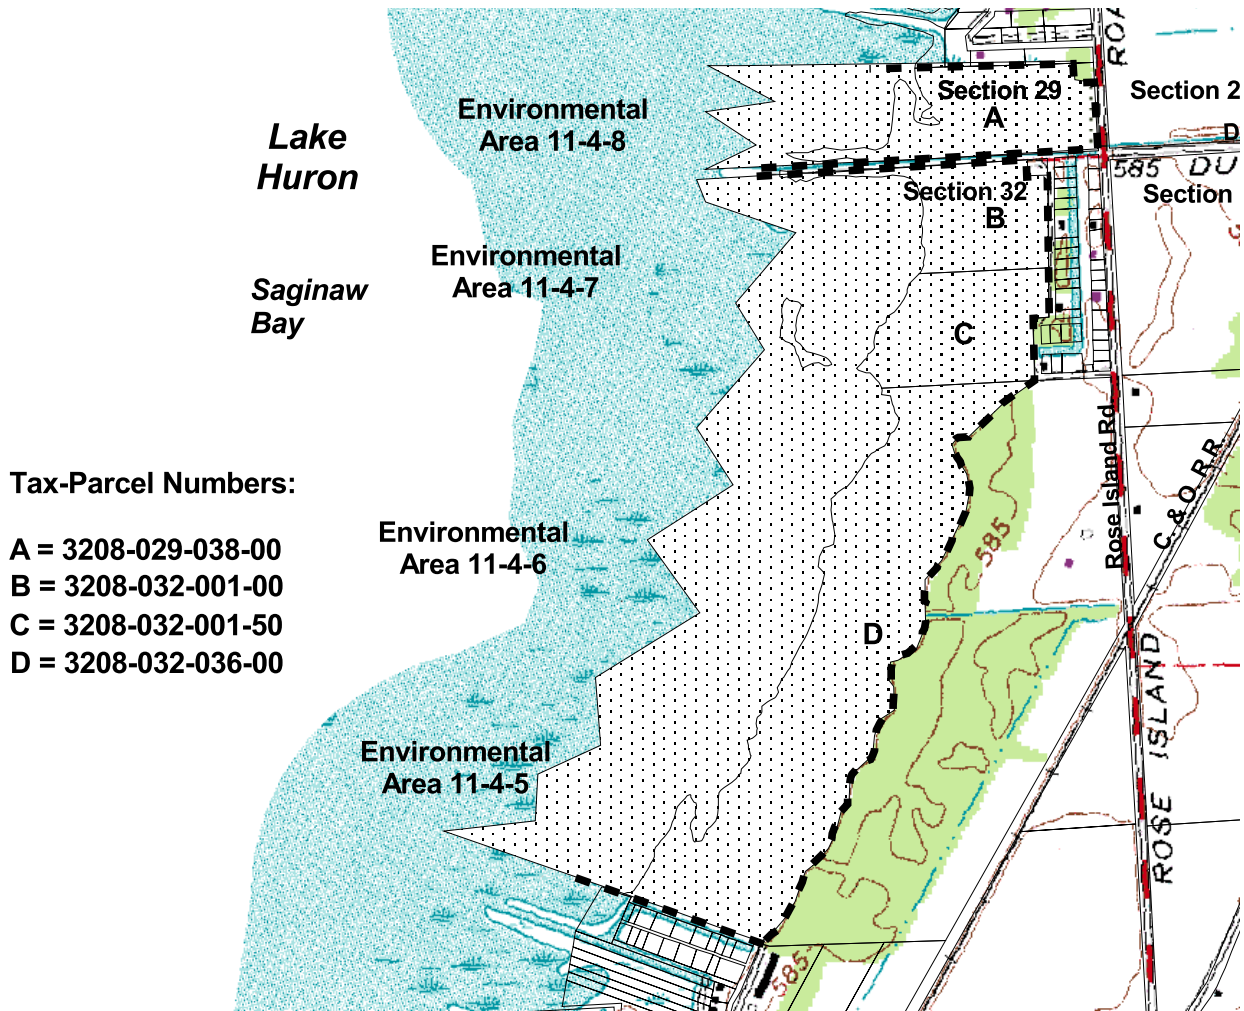 ROA
Section 29
Section 2
A
Environmental
Area 11-4-8
Lake
Huron
D
585 DU
Section 32
Section
B
Environmental
Area 11-4-7
Saginaw
Bay
C
Rose Island Rd.
C. & O. R.R.
Tax-Parcel Numbers:
A = 3208-029-038-00
B = 3208-032-001-00
C = 3208-032-001-50
D = 3208-032-036-00
Environmental
Area 11-4-6
585
D
ROSE ISLAND
Environmental
Area 11-4-5
585